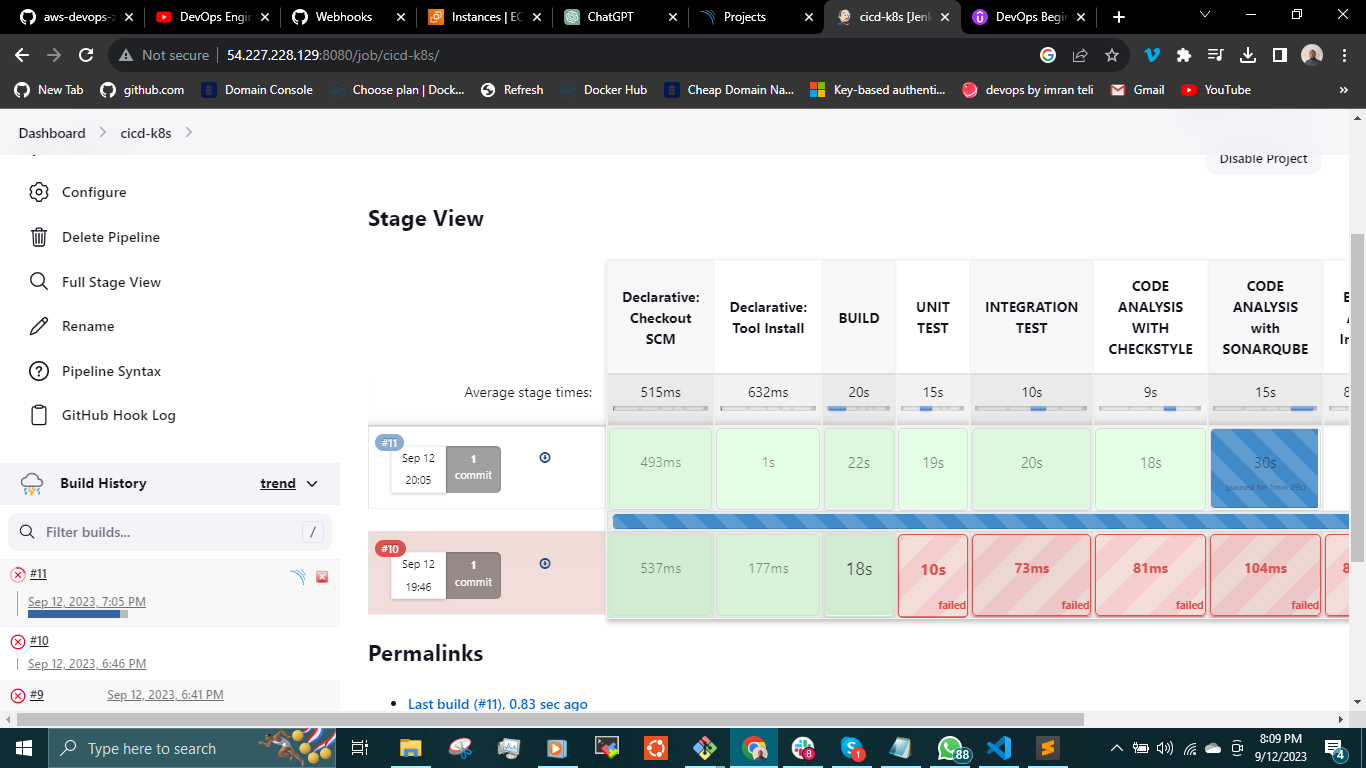 aws-devops-z
DevOps Engin
Webhooks
Instances | EC
ChatGPT
Projects
cicd-k8s [Jenk
DevOps Begin
Not secure
54.227.228.129:8080/job/cicd-k8s/
New Tab
github.com
Domain Console
Choose plan | Dock...
Refresh
Docker Hub
Cheap Domain Na...
Key-based authenti...
devops by imran teli
Gmail
YouTube
»
Dashboard
cicd-k8s
Disable Project
Configure
Delete Pipeline
Full Stage View
Rename
Pipeline Syntax
GitHub Hook Log
Build History
trend
Filter builds...
/
#11
Sep 12, 2023, 7:05 PM
#10
Sep 12, 2023, 6:46 PM
#9
Sep 12, 2023, 6:41 PM
Stage View
Declarative:
Checkout
SCM
Declarative:
Tool Install
BUILD
UNIT
TEST
INTEGRATION
TEST
CODE
ANALYSIS
WITH
CHECKSTYLE
CODE
ANALYSIS
with
SONARQUBE
Average stage times:
515ms
632ms
20s
15s
10s
9s
15s
8
#11
Sep 12
20:05
1
commit
493ms
1s
22s
19s
20s
18s
30s
(paused for 1min 29s)
#10
Sep 12
19:46
1
commit
537ms
177ms
18s
10s
failed
73ms
failed
81ms
failed
104ms
failed
8
Permalinks
Last build (#11), 0.83 sec ago
Type here to search
8
1
88
8:09 PM
9/12/2023
4